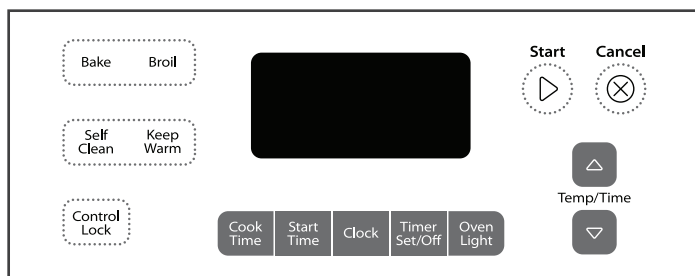 Bake Broil
Self Clean
Keep Warm
Control Lock
Start Cancel
Temp/Time
Cook Time
Start Time
Clock
Timer Set/Off
Oven Light